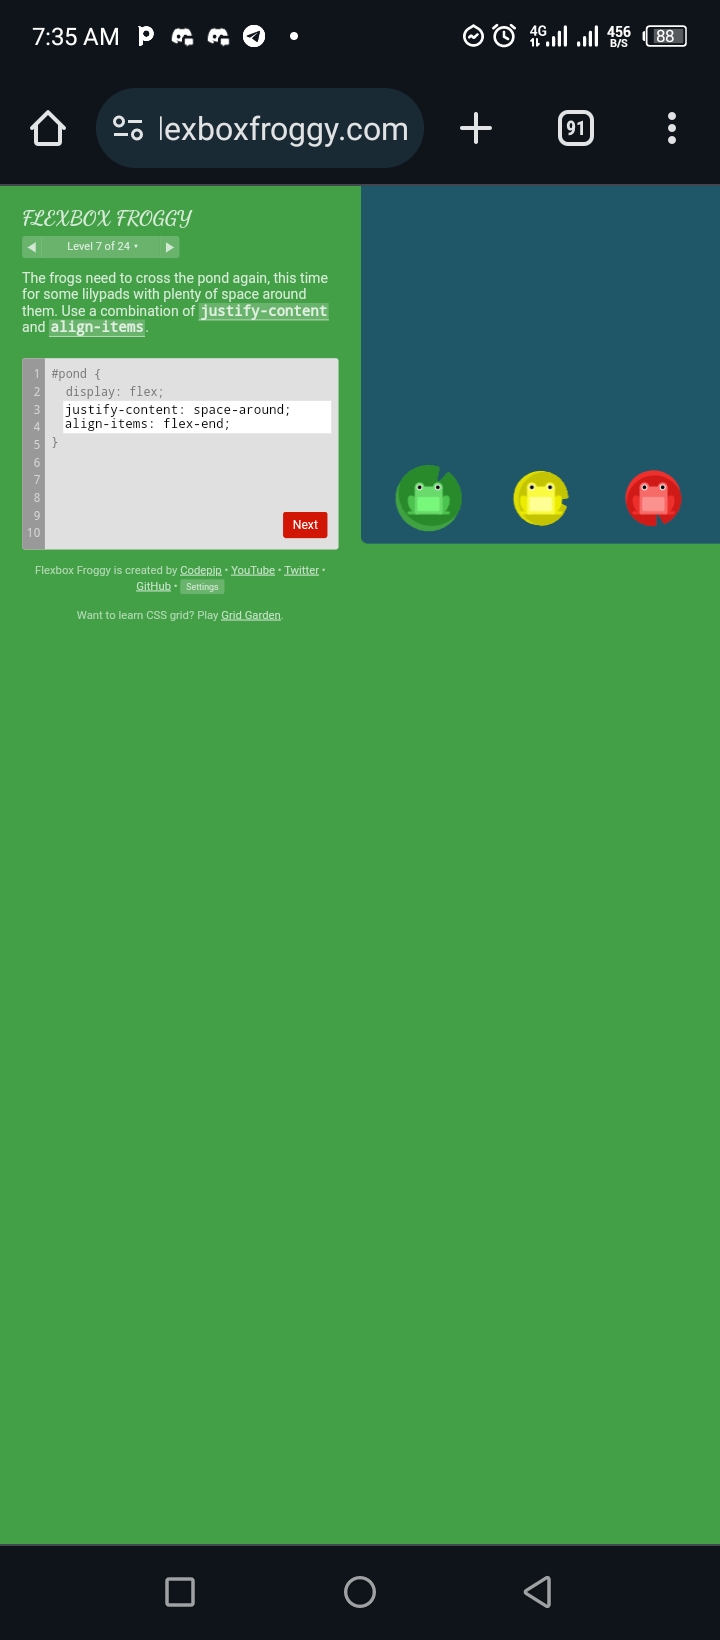 7:35 AM
4G
456
B/S
88
lexboxfroggy.com
91
FLEXBOX FROGGY
Level 7 of 24
The frogs need to cross the pond again, this time
for some lilypads with plenty of space around
them. Use a combination of justify-content
and align-items.
1 #pond {
2 display: flex;
3 justify-content: space-around;
4 align-items: flex-end;
5 }
6
7
8
9
10
Next
Flexbox Froggy is created by Codepip • YouTube • Twitter •
GitHub • Settings
Want to learn CSS grid? Play Grid Garden.